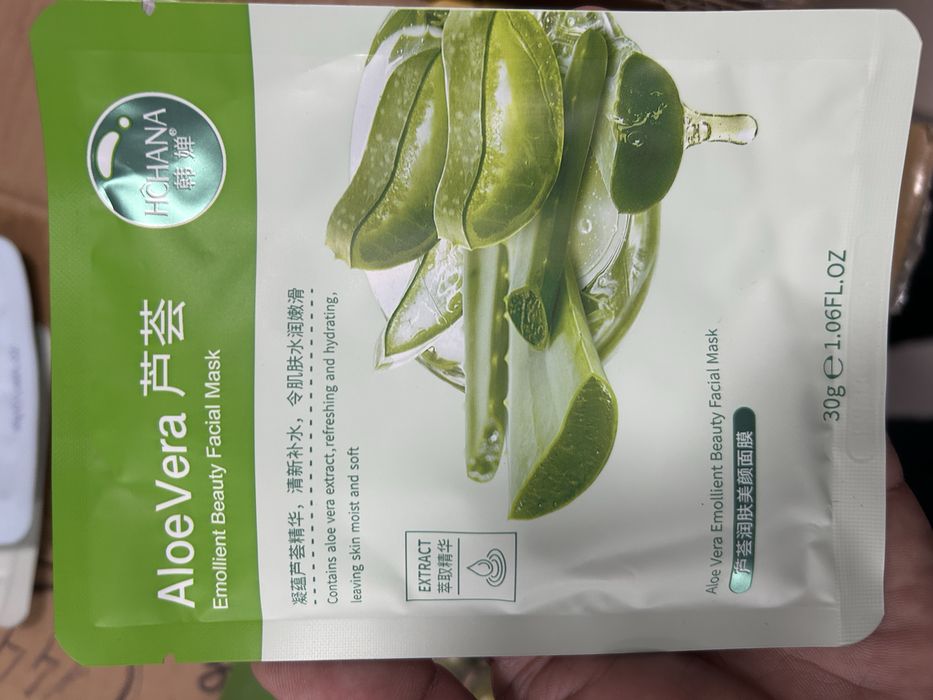 HĈHANA
韩婵®
AloeVera 芦荟
Emollient Beauty Facial Mask
凝蕴芦荟精华，清新补水，令肌肤水润嫩滑
Contains aloe vera extract,refreshing and hydrating,
leaving skin moist and soft
EXTRACT
萃取精华
Aloe Vera Emollient Beauty Facial Mask
芦荟润肤美颜面膜
30g ℮ 1.06FL.OZ